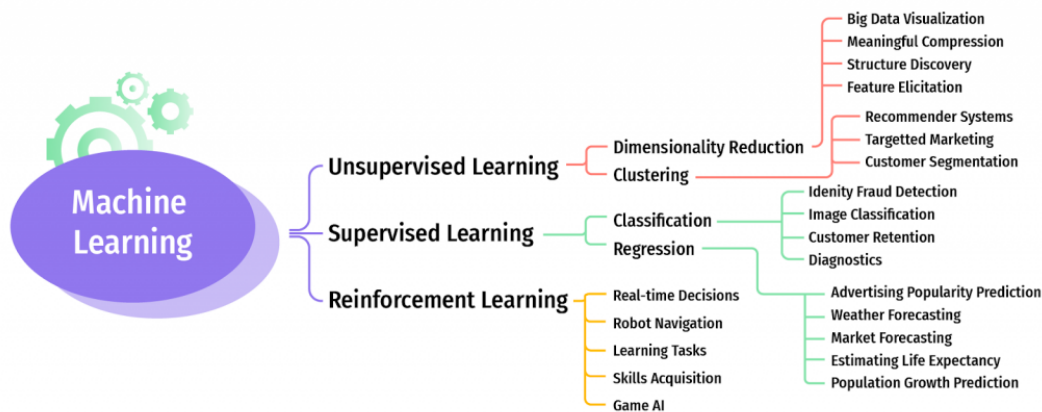 Machine
Learning
Unsupervised Learning
Dimensionality Reduction
Big Data Visualization
Meaningful Compression
Structure Discovery
Feature Elicitation
Clustering
Recommender Systems
Targetted Marketing
Customer Segmentation
Supervised Learning
Classification
Idenity Fraud Detection
Image Classification
Customer Retention
Diagnostics
Regression
Advertising Popularity Prediction
Weather Forecasting
Market Forecasting
Estimating Life Expectancy
Population Growth Prediction
Reinforcement Learning
Real-time Decisions
Robot Navigation
Learning Tasks
Skills Acquisition
Game AI